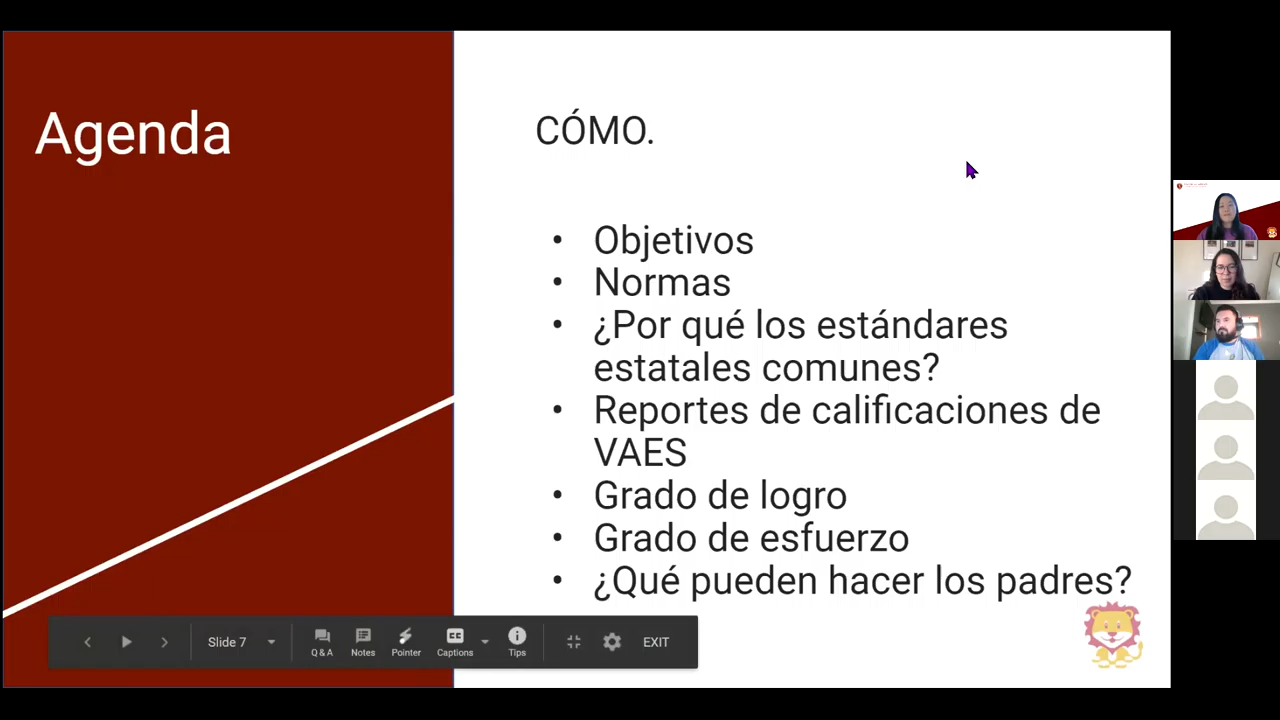 Agenda
CÓMO.
• Objetivos
• Normas
• ¿Por qué los estándares
estatales comunes?
• Reportes de calificaciones de
VAES
• Grado de logro
• Grado de esfuerzo
• ¿Qué pueden hacer los padres?
Slide 7
Q & A
Notes
Pointer
CC
Captions
Tips
EXIT